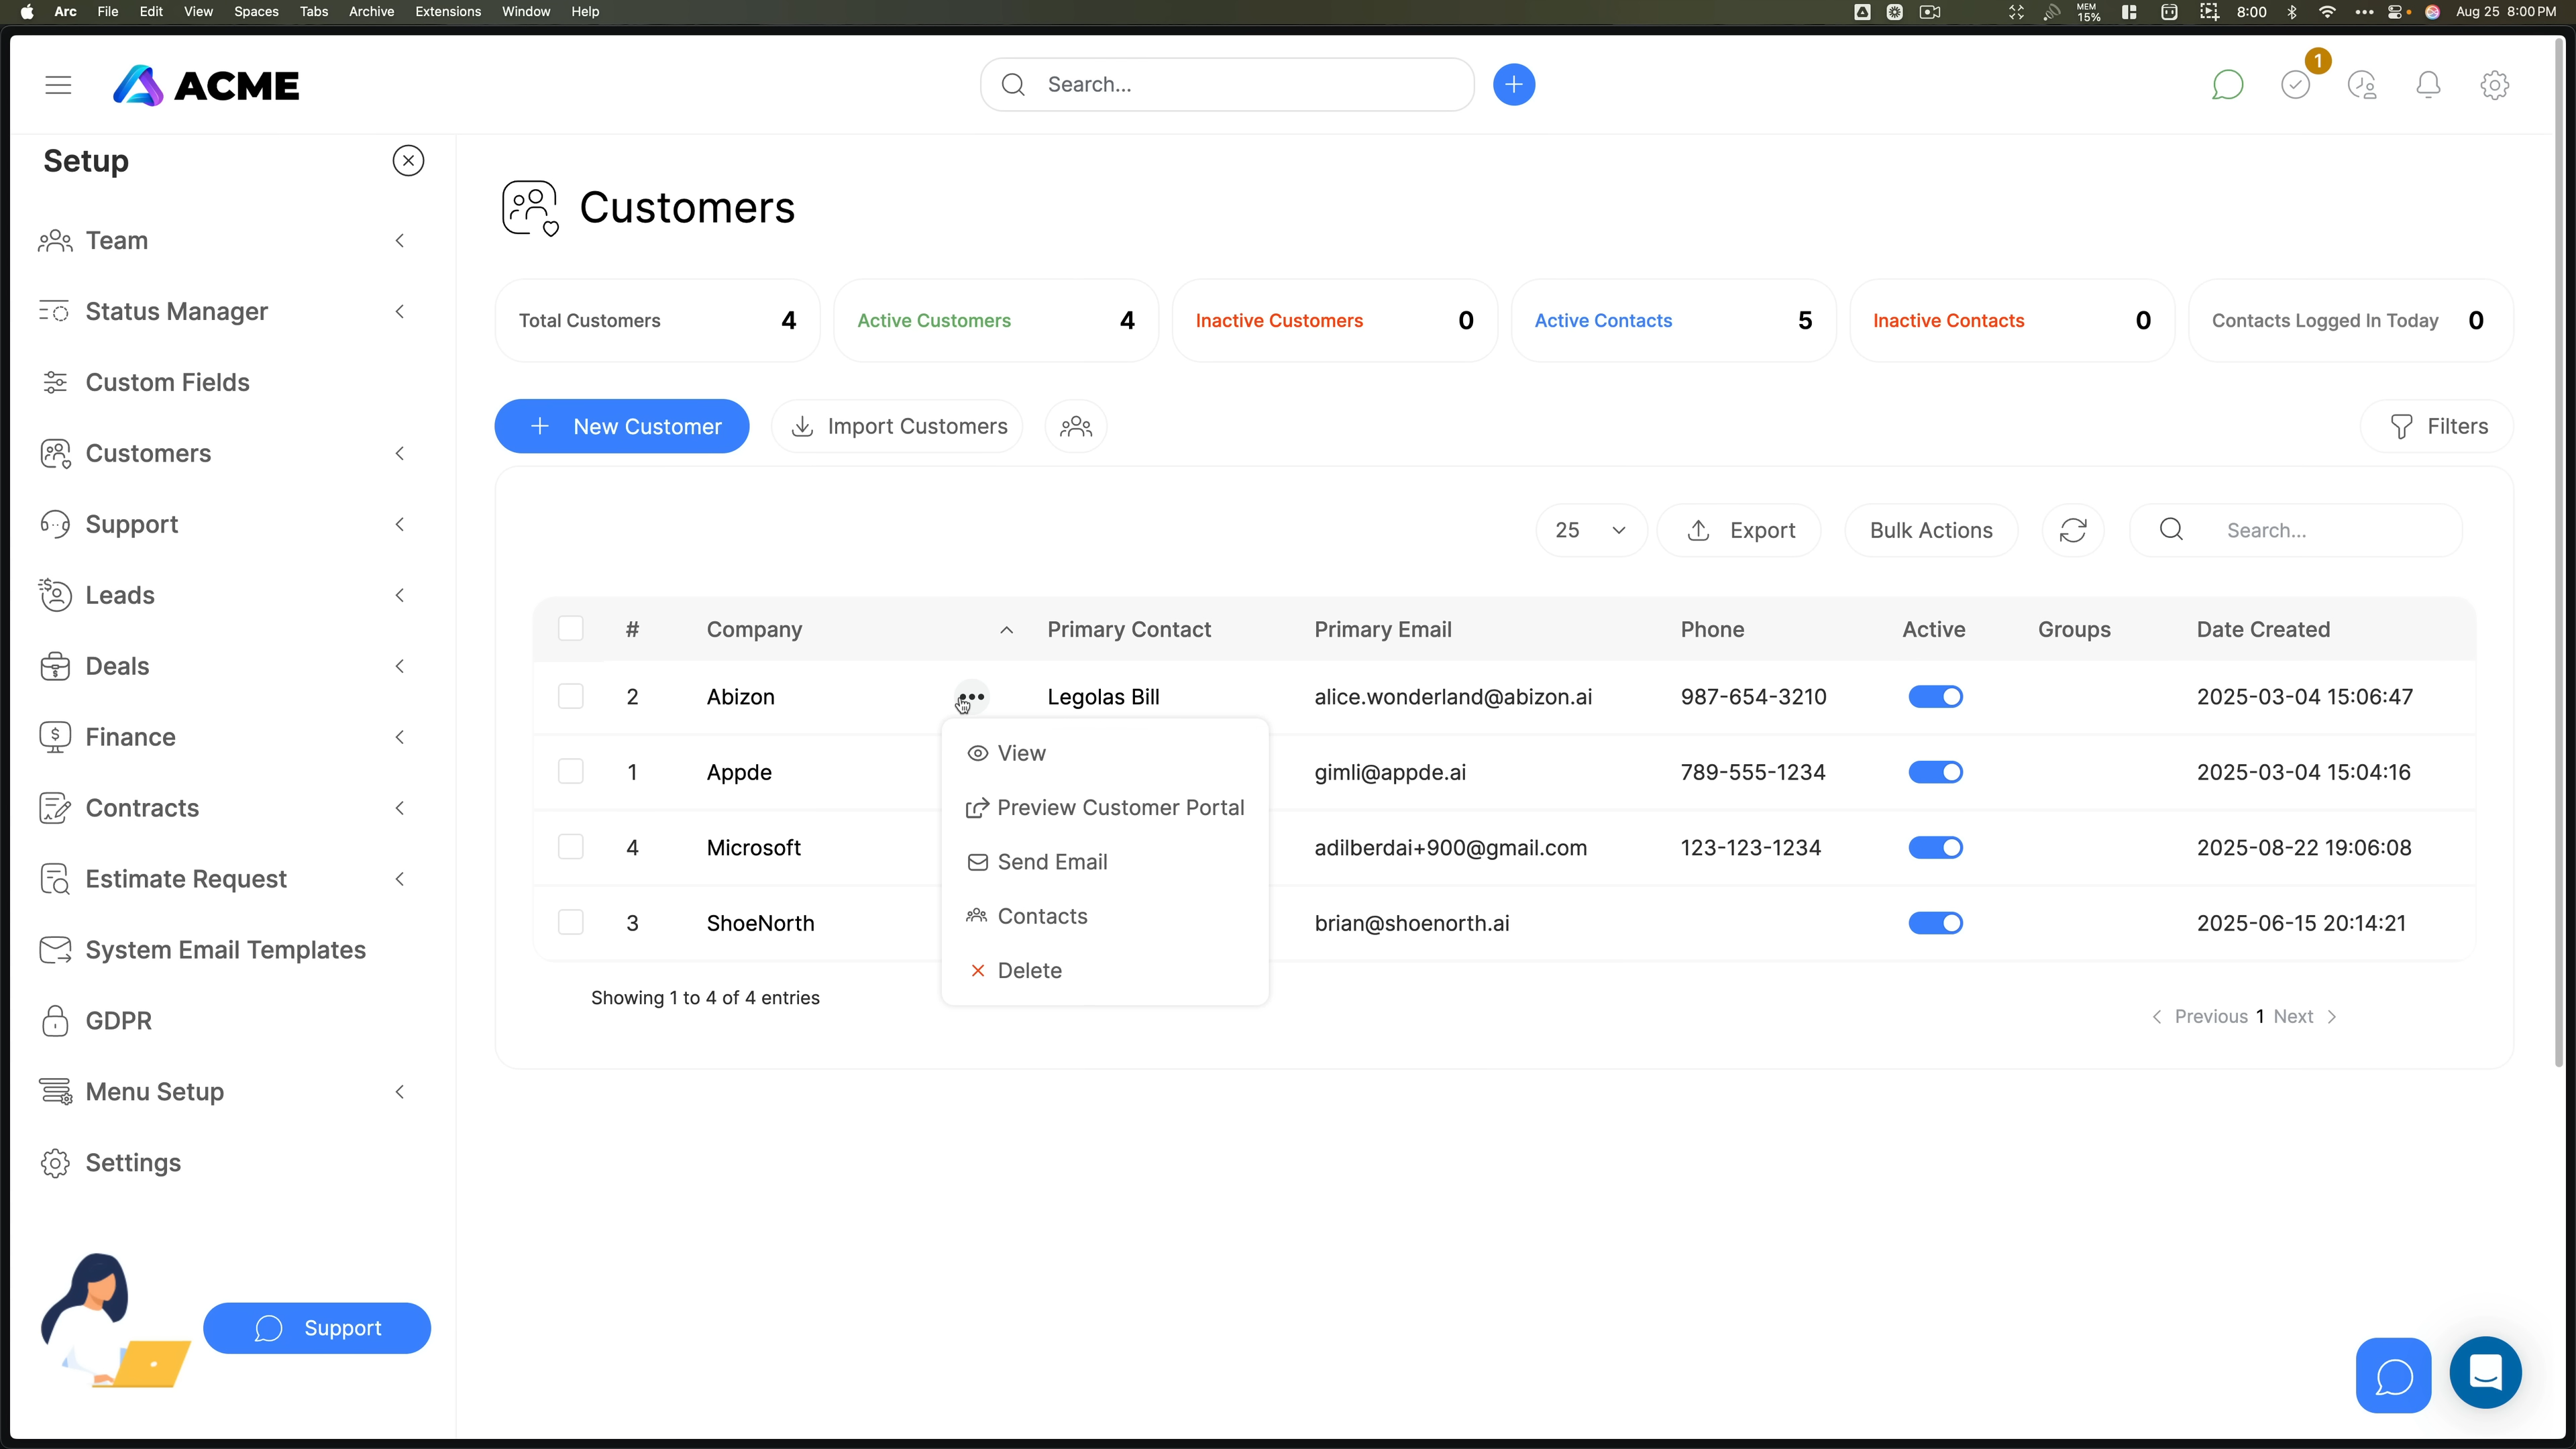 Arc File Edit View Spaces Tabs Archive Extensions Window Help MEM 15% 8:00 Aug 25 8:00 PM
ACME
Search...
1
Setup
Team
Status Manager
Custom Fields
Customers
Support
Leads
Deals
Finance
Contracts
Estimate Request
System Email Templates
GDPR
Menu Setup
Settings
Support
Customers
Total Customers 4
Active Customers 4
Inactive Customers 0
Active Contacts 5
Inactive Contacts 0
Contacts Logged In Today 0
New Customer Import Customers Filters
25 Export Bulk Actions Search...
# Company Primary Contact Primary Email Phone Active Groups Date Created
2 Abizon Legolas Bill alice.wonderland@abizon.ai 987-654-3210 2025-03-04 15:06:47
1 Appde gimli@appde.ai 789-555-1234 2025-03-04 15:04:16
4 Microsoft adilberdai+900@gmail.com 123-123-1234 2025-08-22 19:06:08
3 ShoeNorth brian@shoenorth.ai 2025-06-15 20:14:21
View
Preview Customer Portal
Send Email
Contacts
Delete
Showing 1 to 4 of 4 entries
Previous 1 Next